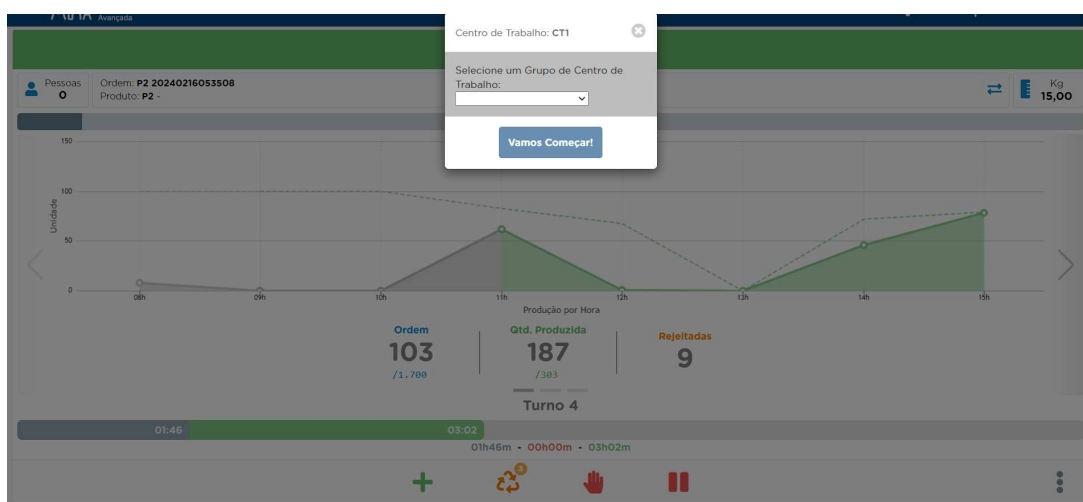 Avançada
Centro de Trabalho: CT1
Selecione um Grupo de Centro de
Trabalho:
Vamos Começar!
Pessoas
0
Ordem: P2 20240216053508
Produto: P2 -
Kg
15,00
150
100
50
0
Unidade
08h 09h 10h 11h 12h 13h 14h 15h
Produção por Hora
Ordem
103
/1.700
Qtd. Produzida
187
/303
Rejeitadas
9
Turno 4
01:46
03:02
01h46m - 00h00m - 03h02m
3